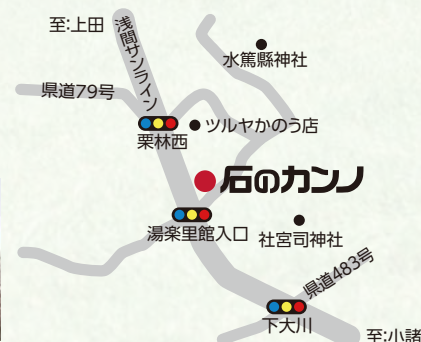 至:上田
浅間サンライン
水篤縣神社
県道79号
ツルヤかのう店
栗林西
石のカンノ
湯楽里館入口
社宮司神社
県道483号
下大川
至:小諸